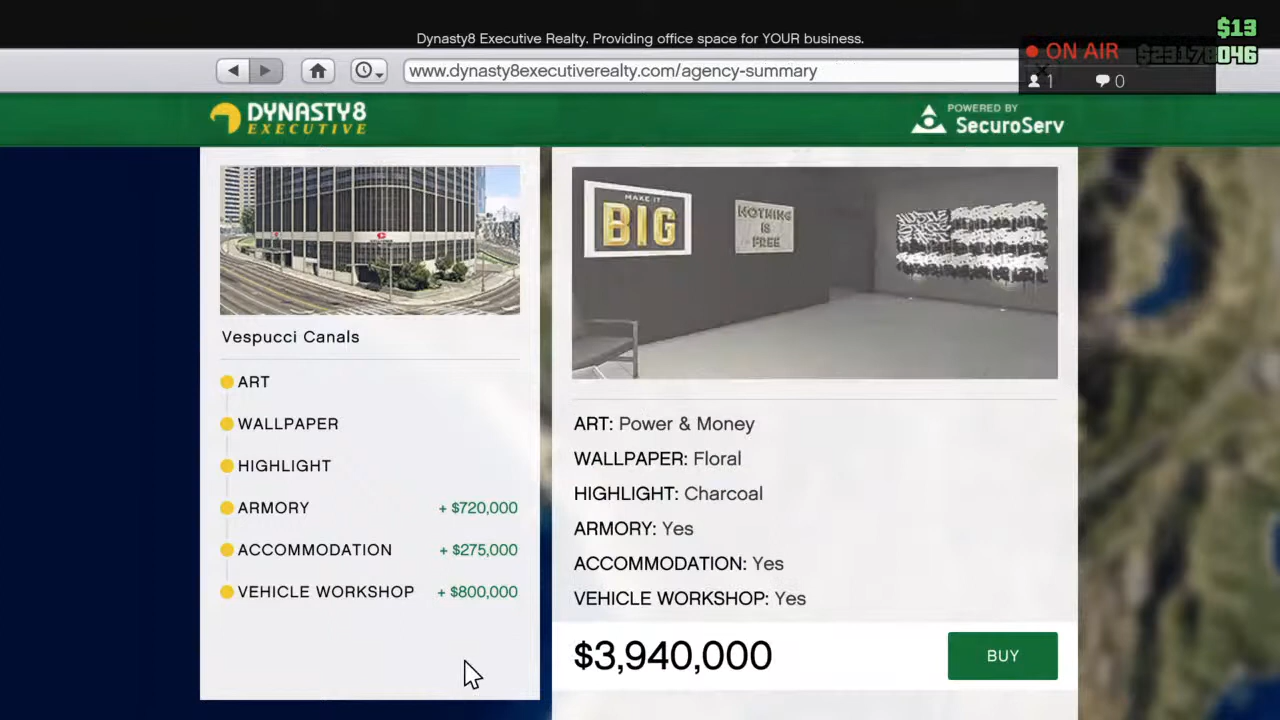 Dynasty8 Executive Realty. Providing office space for YOUR business.
$13
ON AIR
$23178046
1
0
www.dynasty8executiverealty.com/agency-summary
DYNASTY8
EXECUTIVE
POWERED BY
SecuroServ
MAKE IT
BIG
NOTHING
IS
FREE
Vespucci Canals
ART
WALLPAPER
HIGHLIGHT
ARMORY + $720,000
ACCOMMODATION + $275,000
VEHICLE WORKSHOP + $800,000
ART: Power & Money
WALLPAPER: Floral
HIGHLIGHT: Charcoal
ARMORY: Yes
ACCOMMODATION: Yes
VEHICLE WORKSHOP: Yes
$3,940,000
BUY